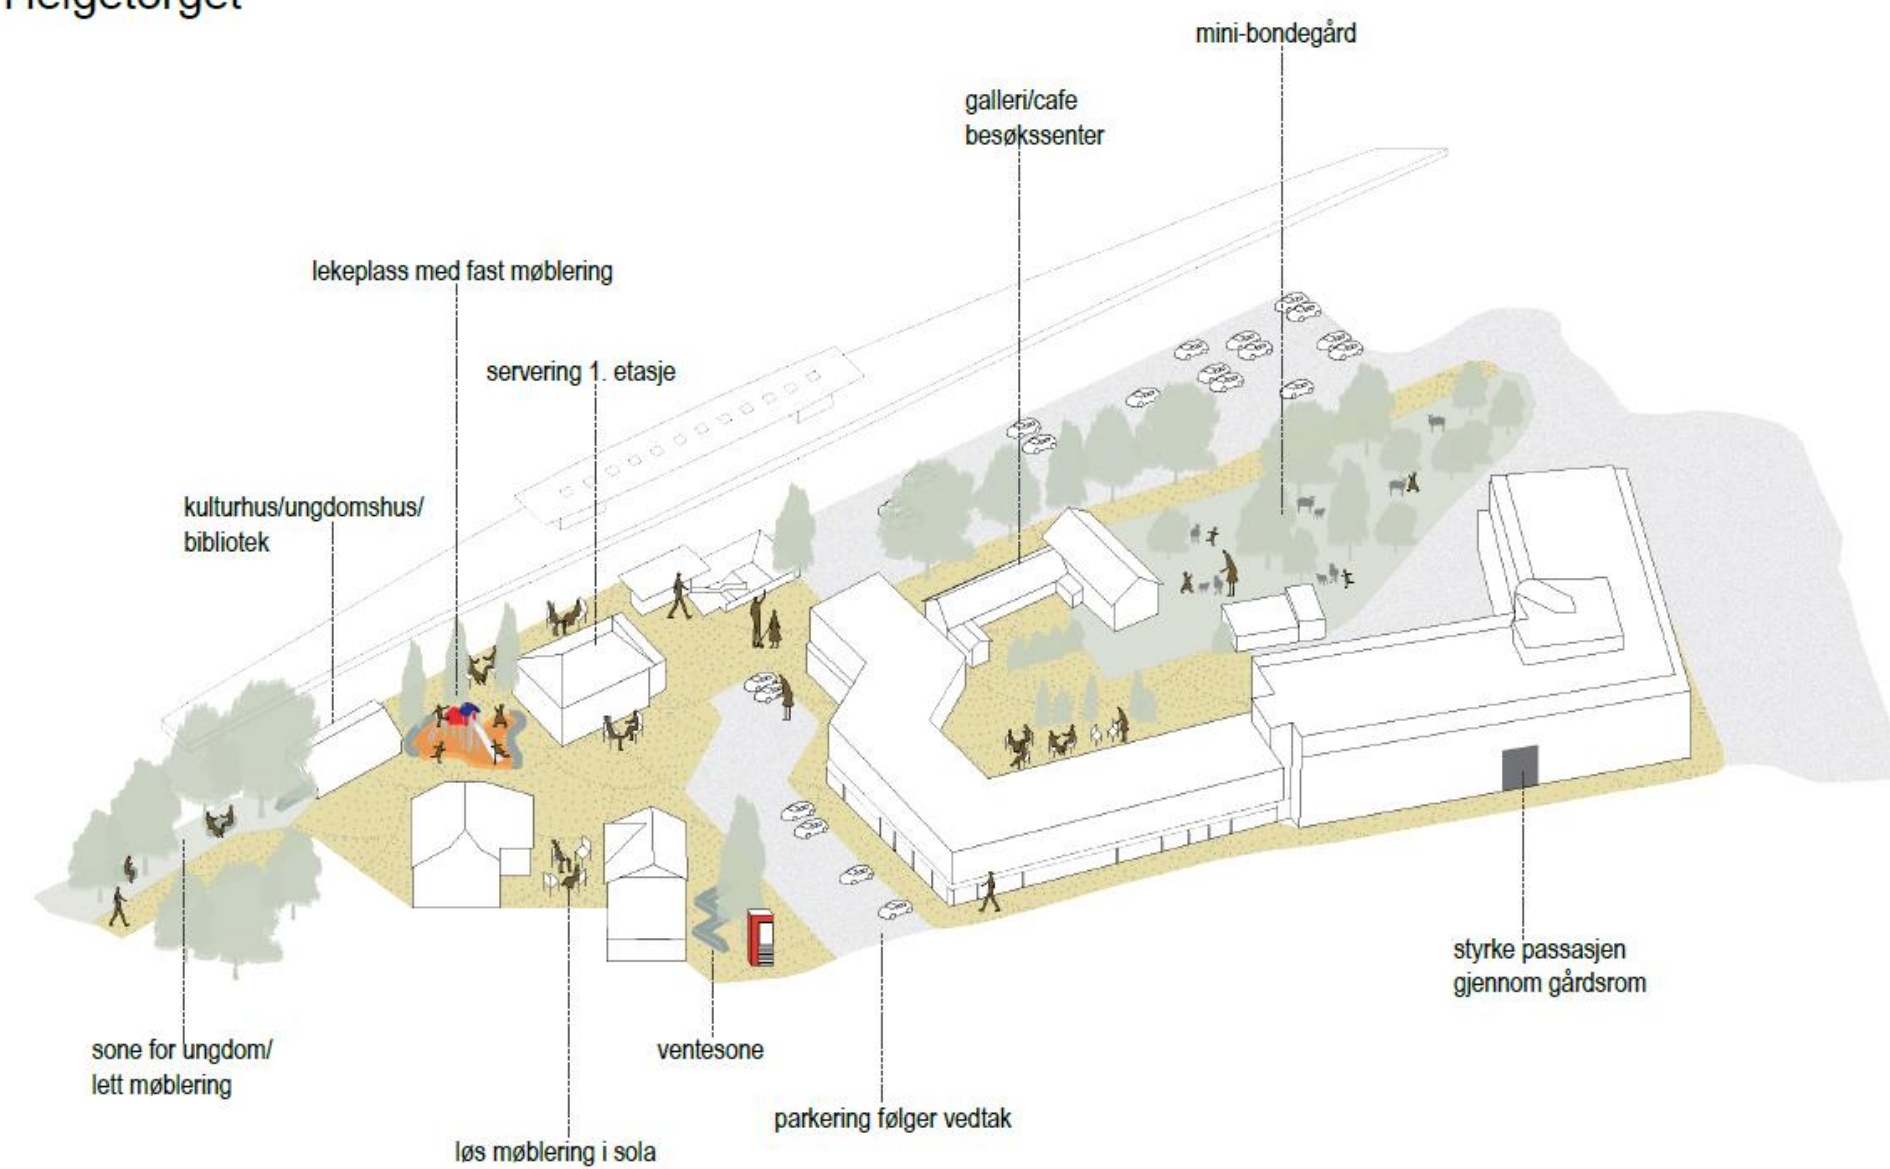 Helgetorget
mini-bondegård
galleri/cafe
besøkssenter
lekeplass med fast møblering
servering 1. etasje
kulturhus/ungdomshus/
bibliotek
styrke passasjen
gjennom gårdsrom
sone for ungdom/
lett møblering
ventesone
parkering følger vedtak
løs møblering i sola